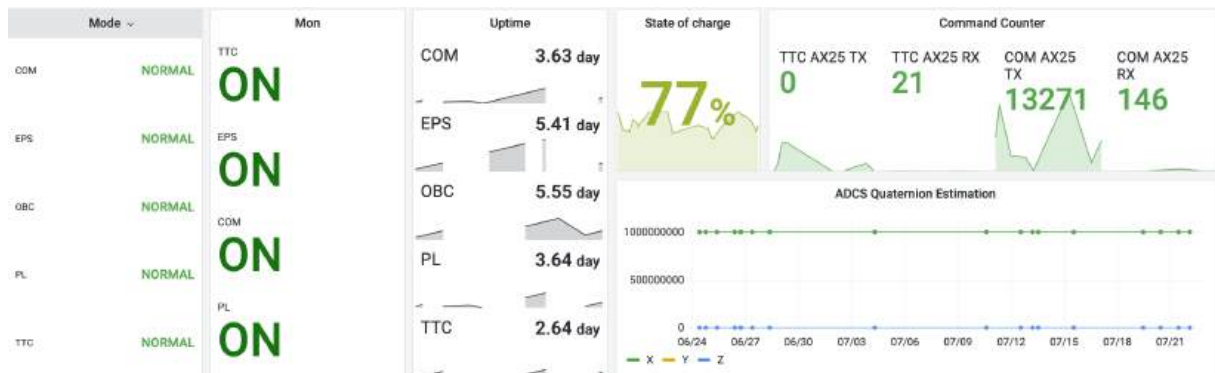 Mode
COM NORMAL
EPS NORMAL
OBC NORMAL
PL NORMAL
TTC NORMAL
Mon
TTC
ON
EPS
ON
COM
ON
PL
ON
Uptime
COM 3.63 day
EPS 5.41 day
OBC 5.55 day
PL 3.64 day
TTC 2.64 day
State of charge
77%
Command Counter
TTC AX25 TX
0
TTC AX25 RX
21
COM AX25
TX
13271
COM AX25
RX
146
ADCS Quaternion Estimation
1000000000
500000000
0
06/24 06/27 06/30 07/03 07/06 07/09 07/12 07/15 07/18 07/21
X Y Z